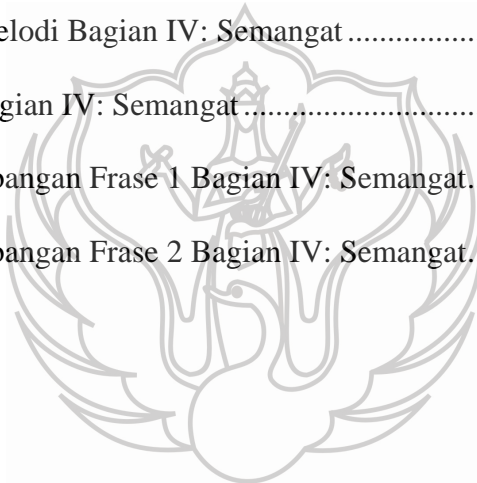 elodi Bagian IV: Semangat ................
gian IV: Semangat ............................
bangan Frase 1 Bagian IV: Semangat.
bangan Frase 2 Bagian IV: Semangat.